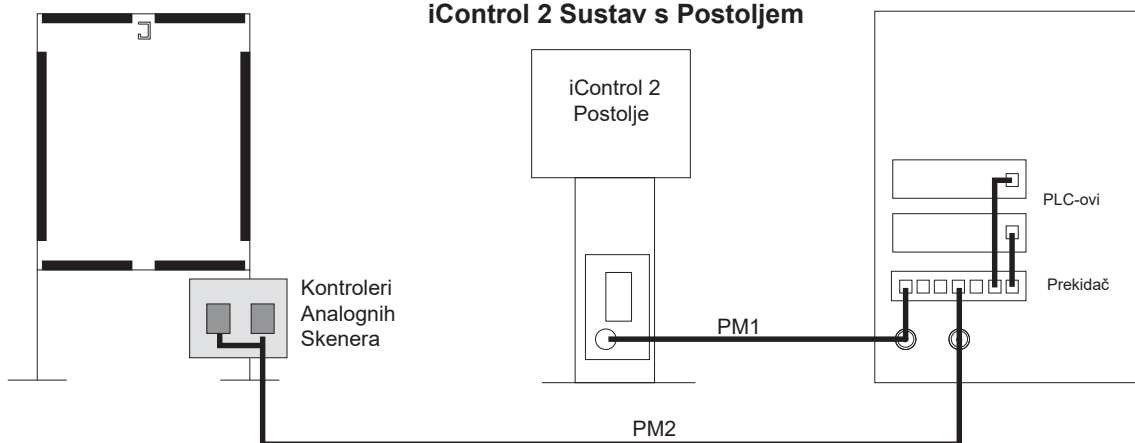 iControl 2 Sustav s Postoljem
iControl 2
Postolje
PLC-ovi
Prekidač
Kontroleri
Analognih
Skenera
PM1
PM2